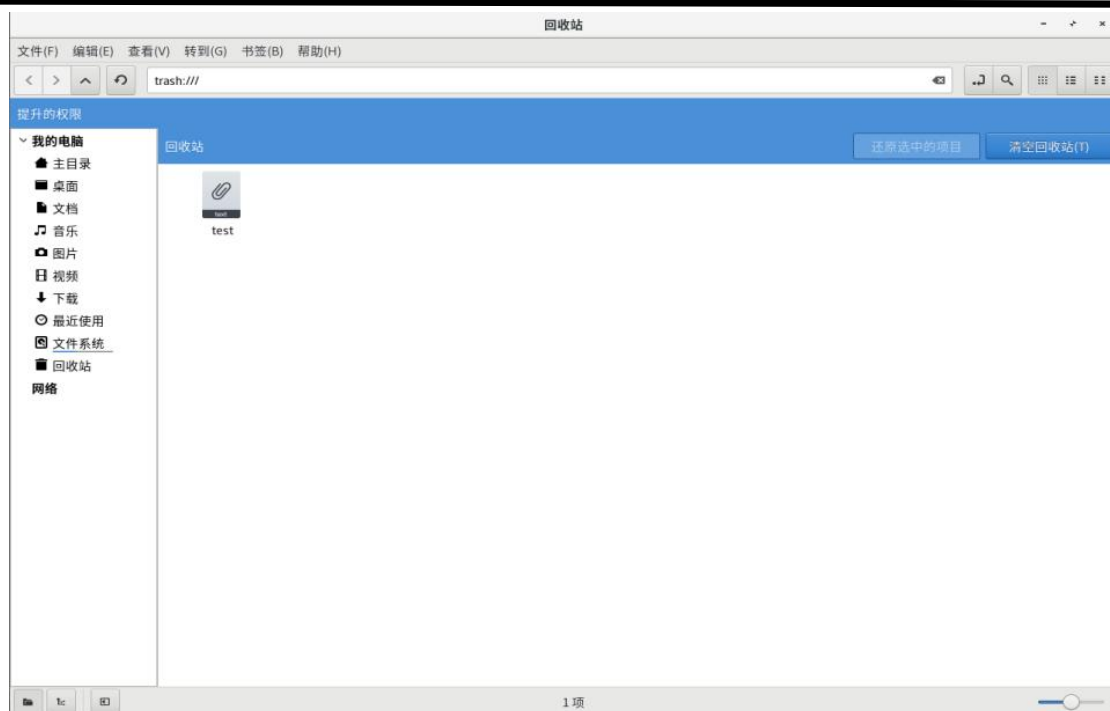 回收站
文件(F) 编辑(E) 查看(V) 转到(G) 书签(B) 帮助(H)
trash:///
提升的权限
我的电脑
回收站 还原选中的项目 清空回收站(T)
主目录
桌面
文档
音乐
图片
视频
下载
最近使用
文件系统
回收站
网络
text
test
1 项